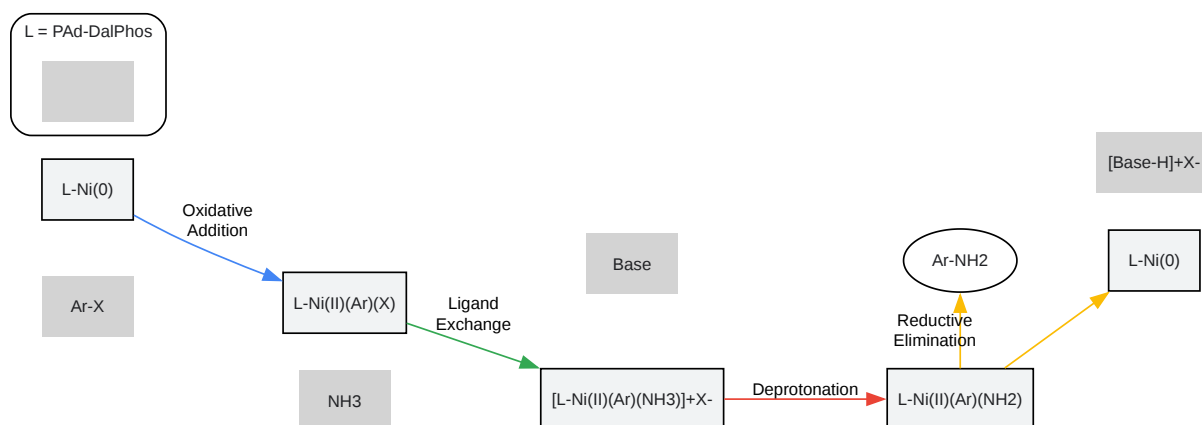 L = PAd-DalPhos
L-Ni(0)
Ar-X
Oxidative
Addition
L-Ni(II)(Ar)(X)
NH3
Ligand
Exchange
Base
[L-Ni(II)(Ar)(NH3)]+X-
Deprotonation
L-Ni(II)(Ar)(NH2)
Reductive
Elimination
Ar-NH2
[Base-H]+X-
L-Ni(0)